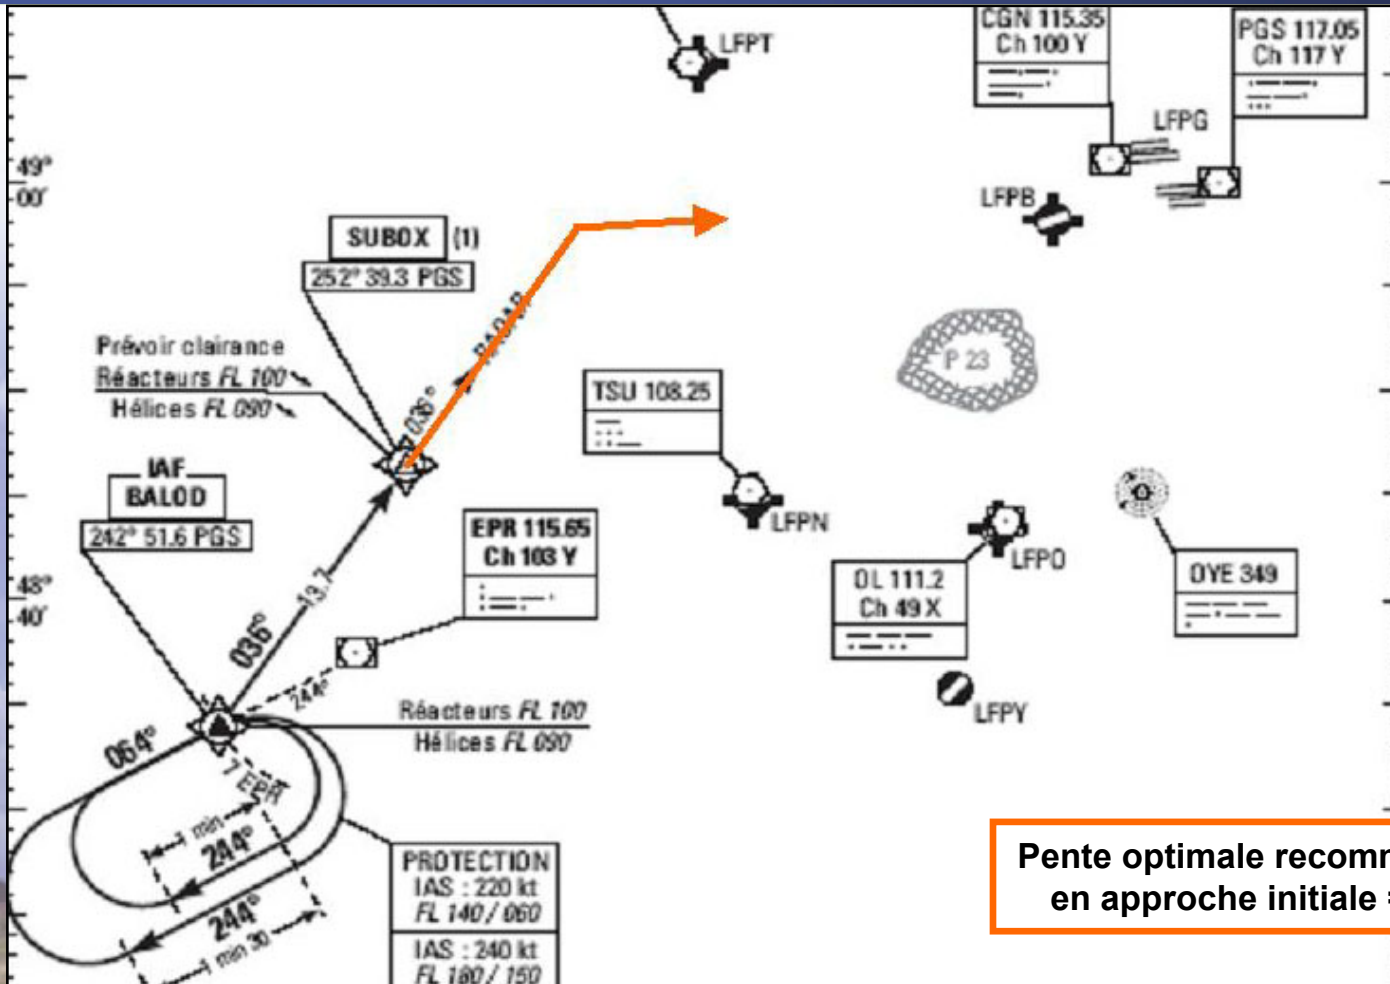 LFPT
CGN 115.35
Ch 100 Y
PGS 117.05
Ch 117 Y
LFPG
LFPB
49°
00'
SUBOX (1)
252° 39.3 PGS
RADAR
036°
Prévoir clairance
Réacteurs FL 100
Hélices FL 090
P 23
TSU 108.25
LFPN
IAF
BALOD
242° 51.6 PGS
EPR 115.65
Ch 103 Y
LFPO
OL 111.2
Ch 49 X
OYE 349
48°
40'
13.7
036°
244°
LFPY
Réacteurs FL 100
Hélices FL 090
064°
7 EPR
1 min
244°
244°
1 min 30
PROTECTION
IAS : 220 kt
FL 140 / 060
IAS : 240 kt
FL 180 / 150
Pente optimale recomm
en approche initiale =